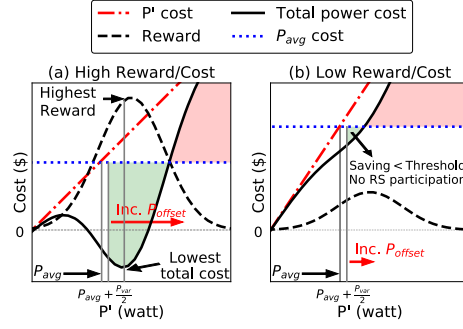 P' cost
Total power cost
Reward
P_avg cost
(a) High Reward/Cost
(b) Low Reward/Cost
Highest
Reward
Cost ($)
0
Inc. P_offset
P_avg
Lowest
total cost
P_avg + P_var/2
P' (watt)
Cost ($)
0
Saving < Threshold
No RS participation
Inc. P_offset
P_avg
P_avg + P_var/2
P' (watt)